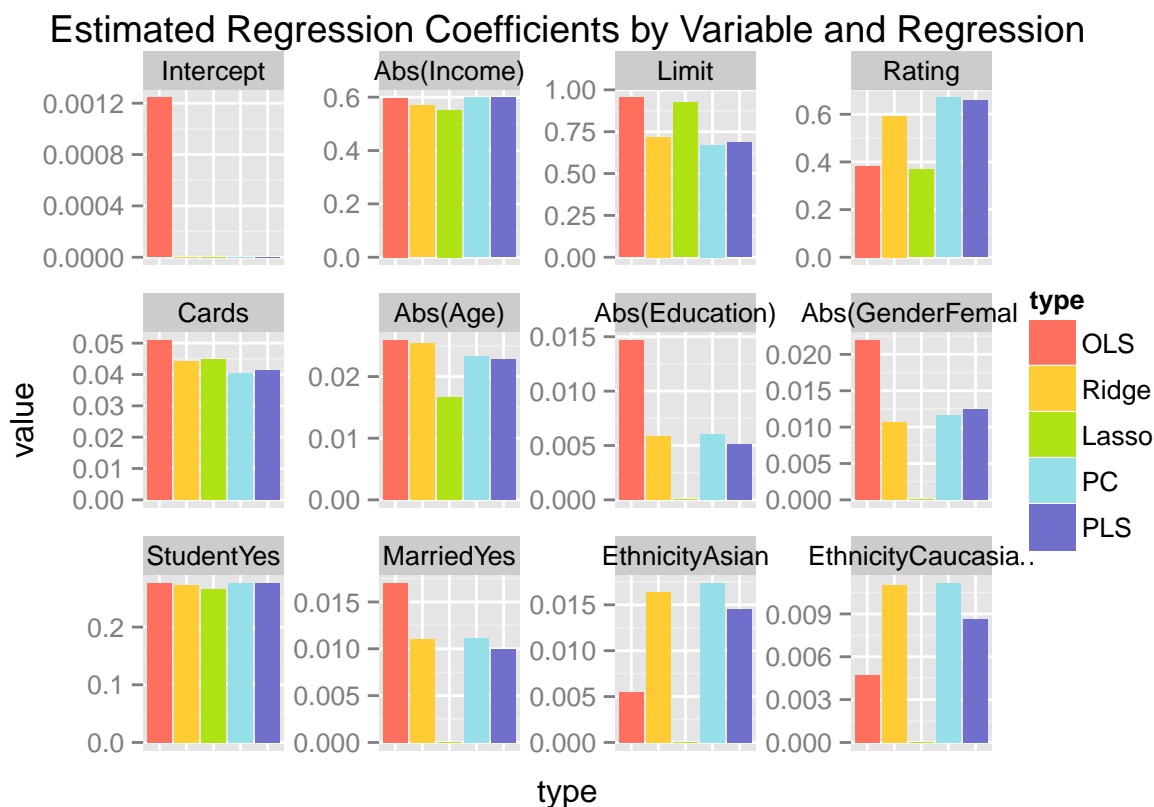 Estimated Regression Coefficients by Variable and Regression
Intercept
Abs(Income)
Limit
Rating
0.0012
0.0008
0.0004
0.0000
0.6
0.4
0.2
0.0
1.00
0.75
0.50
0.25
0.00
0.6
0.4
0.2
0.0
Cards
Abs(Age)
Abs(Education)
Abs(GenderFemal
0.05
0.04
0.03
0.02
0.01
0.00
0.02
0.01
0.00
0.015
0.010
0.005
0.000
0.020
0.015
0.010
0.005
0.000
StudentYes
MarriedYes
EthnicityAsian
EthnicityCaucasian
0.2
0.1
0.0
0.015
0.010
0.005
0.000
0.015
0.010
0.005
0.000
0.009
0.006
0.003
0.000
value
type
type
OLS
Ridge
Lasso
PC
PLS